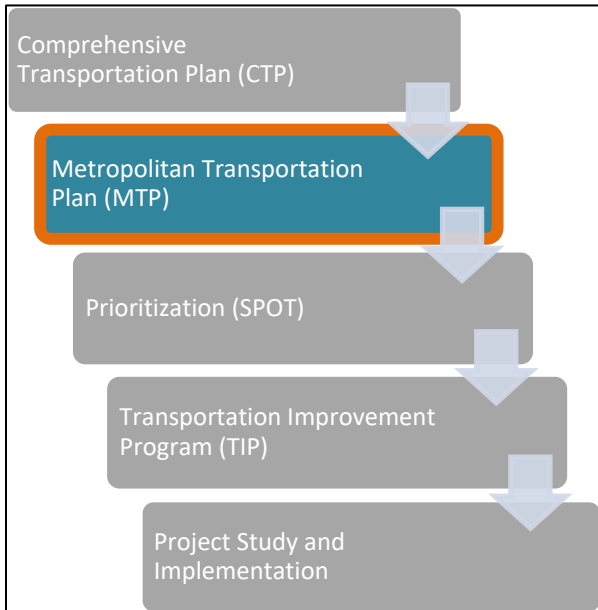 Comprehensive
Transportation Plan (CTP)
Metropolitan Transportation
Plan (MTP)
Prioritization (SPOT)
Transportation Improvement
Program (TIP)
Project Study and
Implementation